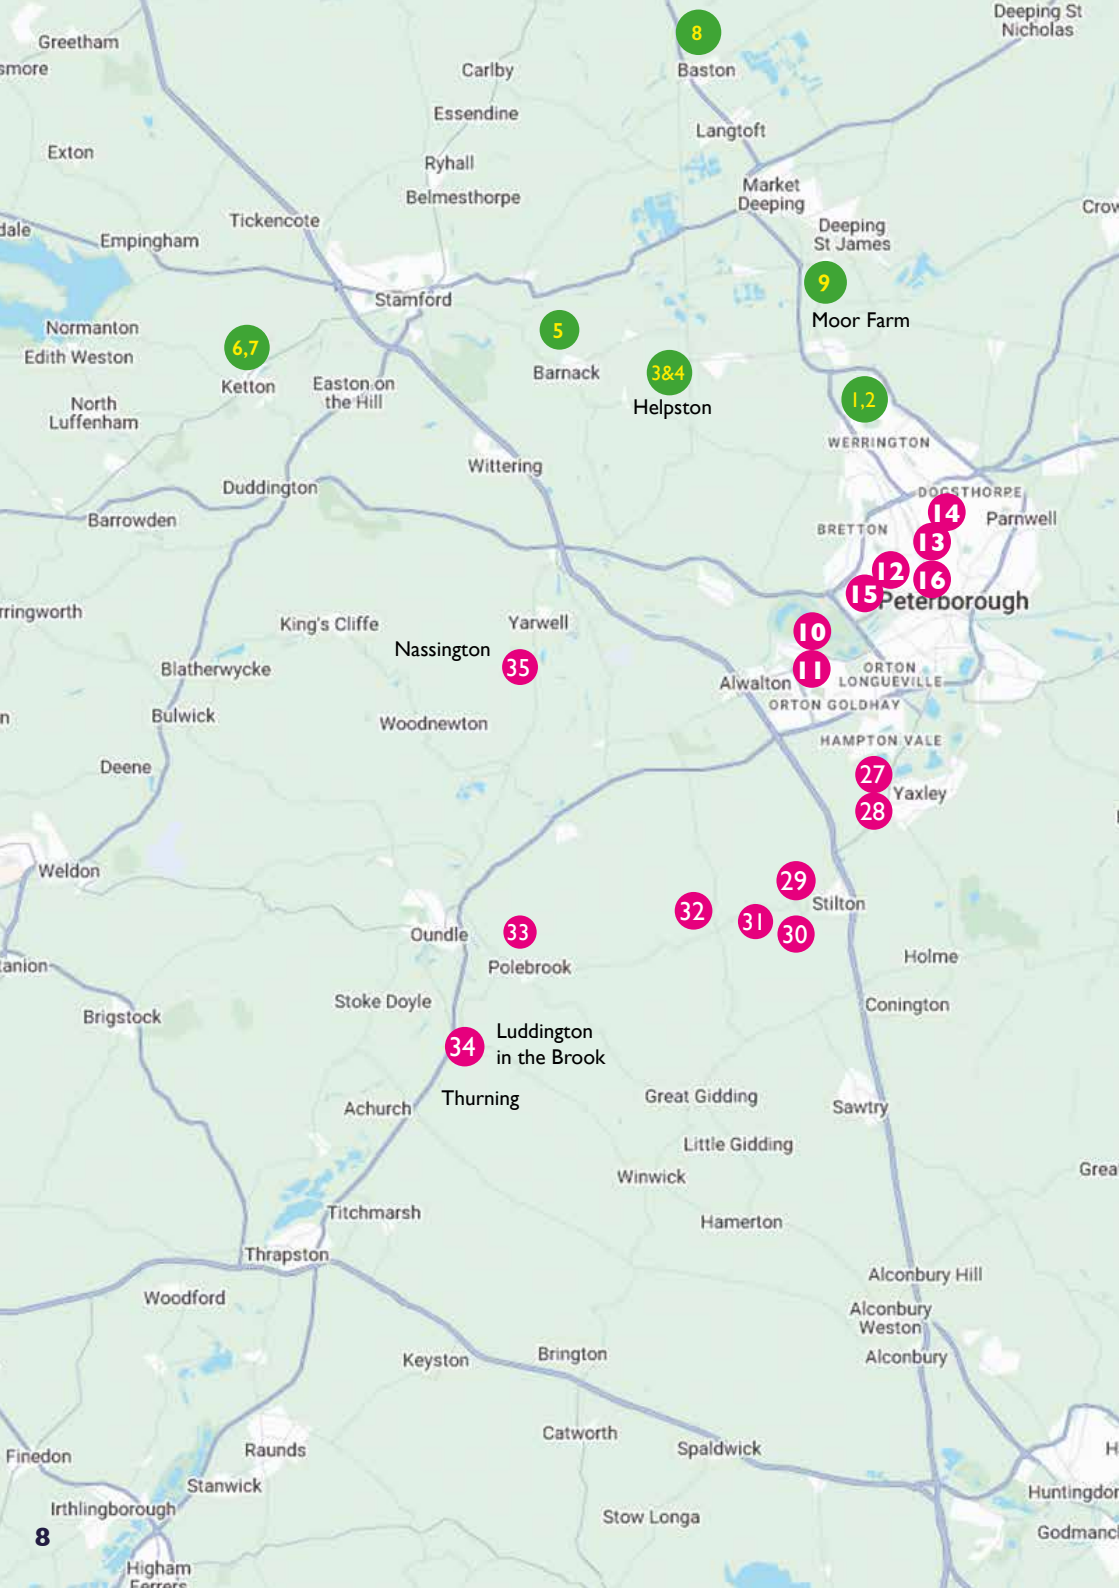 Deeping St
Nicholas
8
Greetham
smore
Carlby
Baston
Essendine
Langtoft
Exton
Ryhall
Belmesthorpe
Market
Deeping
Crow
Tickencote
dale
Empingham
Deeping
St James
9
Stamford
Moor Farm
Normanton
Edith Weston
6,7
5
Ketton
Barnack
3&4
Helpston
Easton on
the Hill
1,2
North
Luffenham
WERRINGTON
Wittering
Duddington
DOGSTHORPE
Barrowden
14
Parnwell
BRETTON
13
12
16
15
Peterborough
rringworth
King's Cliffe
Yarwell
10
Nassington
35
11
Blatherwycke
Alwalton
ORTON
LONGUEVILLE
ORTON GOLDHAY
n
Bulwick
Woodnewton
HAMPTON VALE
Deene
27
Yaxley
28
Weldon
29
Stilton
32
31
30
Oundle
33
Polebrook
Holme
tanion
Stoke Doyle
Conington
Brigstock
34
Luddington
in the Brook
Thurning
Achurch
Great Gidding
Sawtry
Little Gidding
Winwick
Grea
Titchmarsh
Hamerton
Thrapston
Alconbury Hill
Woodford
Alconbury
Weston
Alconbury
Keyston
Brington
Catworth
Spaldwick
Finedon
Raunds
H
Stanwick
Huntingdor
Irthlingborough
Stow Longa
8
Godmanc
Higham
Ferrers